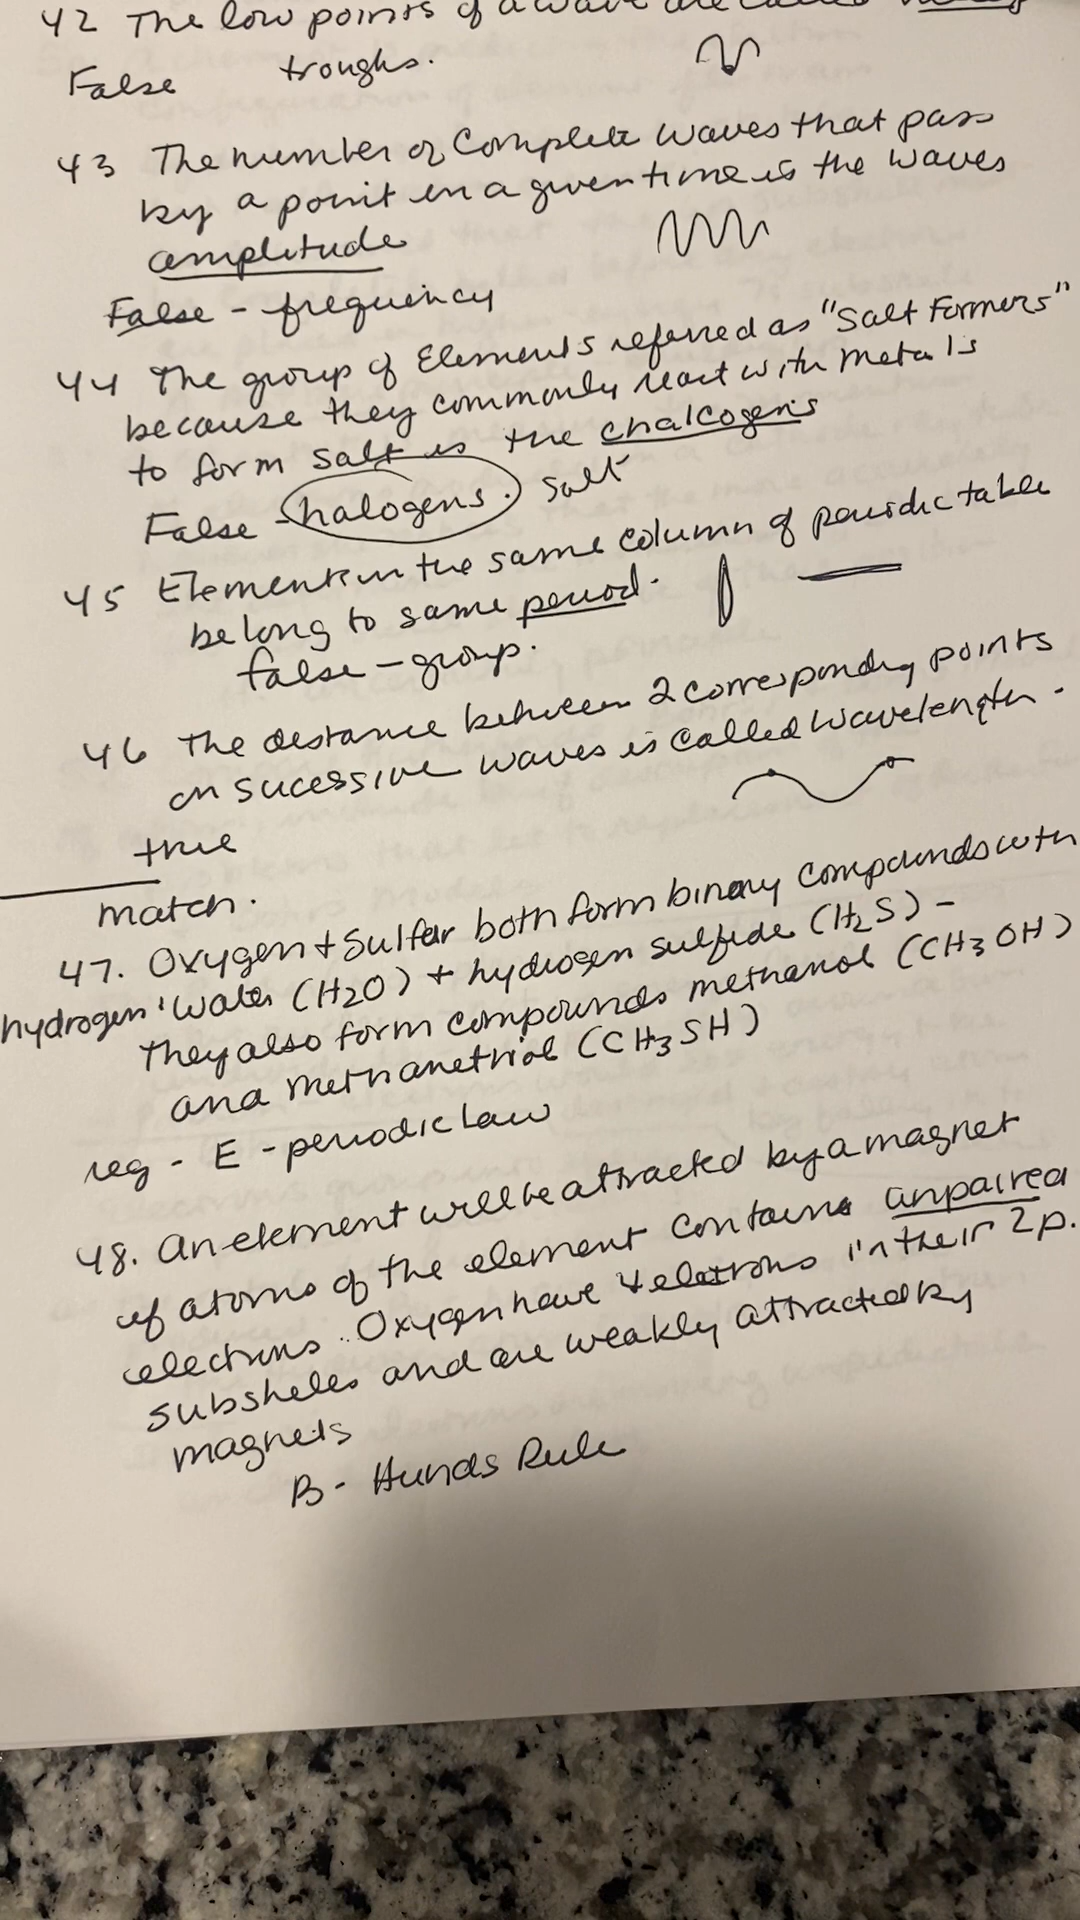 42 The low points of a wave are called
False troughs.
43 The number of Complete waves that pass
by a point in a given time is the waves
amplitude
False - frequency
44 The group of Elements referred as "Salt Formers"
because they commonly react with metals
to form salt is the chalcogens
False - halogens. Salt
45 Elements in the same column of periodic table
belong to same period.
false - group.
46 The distance between 2 corresponding points
on sucessive waves is called wavelength.
true
match.
47. Oxygen + Sulfur both form binary compounds with
hydrogen: water (H2O) + hydrogen sulfide (H2S) -
They also form compounds methanol (CH3OH)
and methanethiol (CH3SH)
reg - E - periodic law
48. An element will be attracted by a magnet
if atoms of the element contains unpaired
electrons. Oxygen have 4 electrons in their 2p.
subshells and are weakly attracted by
magnets
B - Hunds Rule